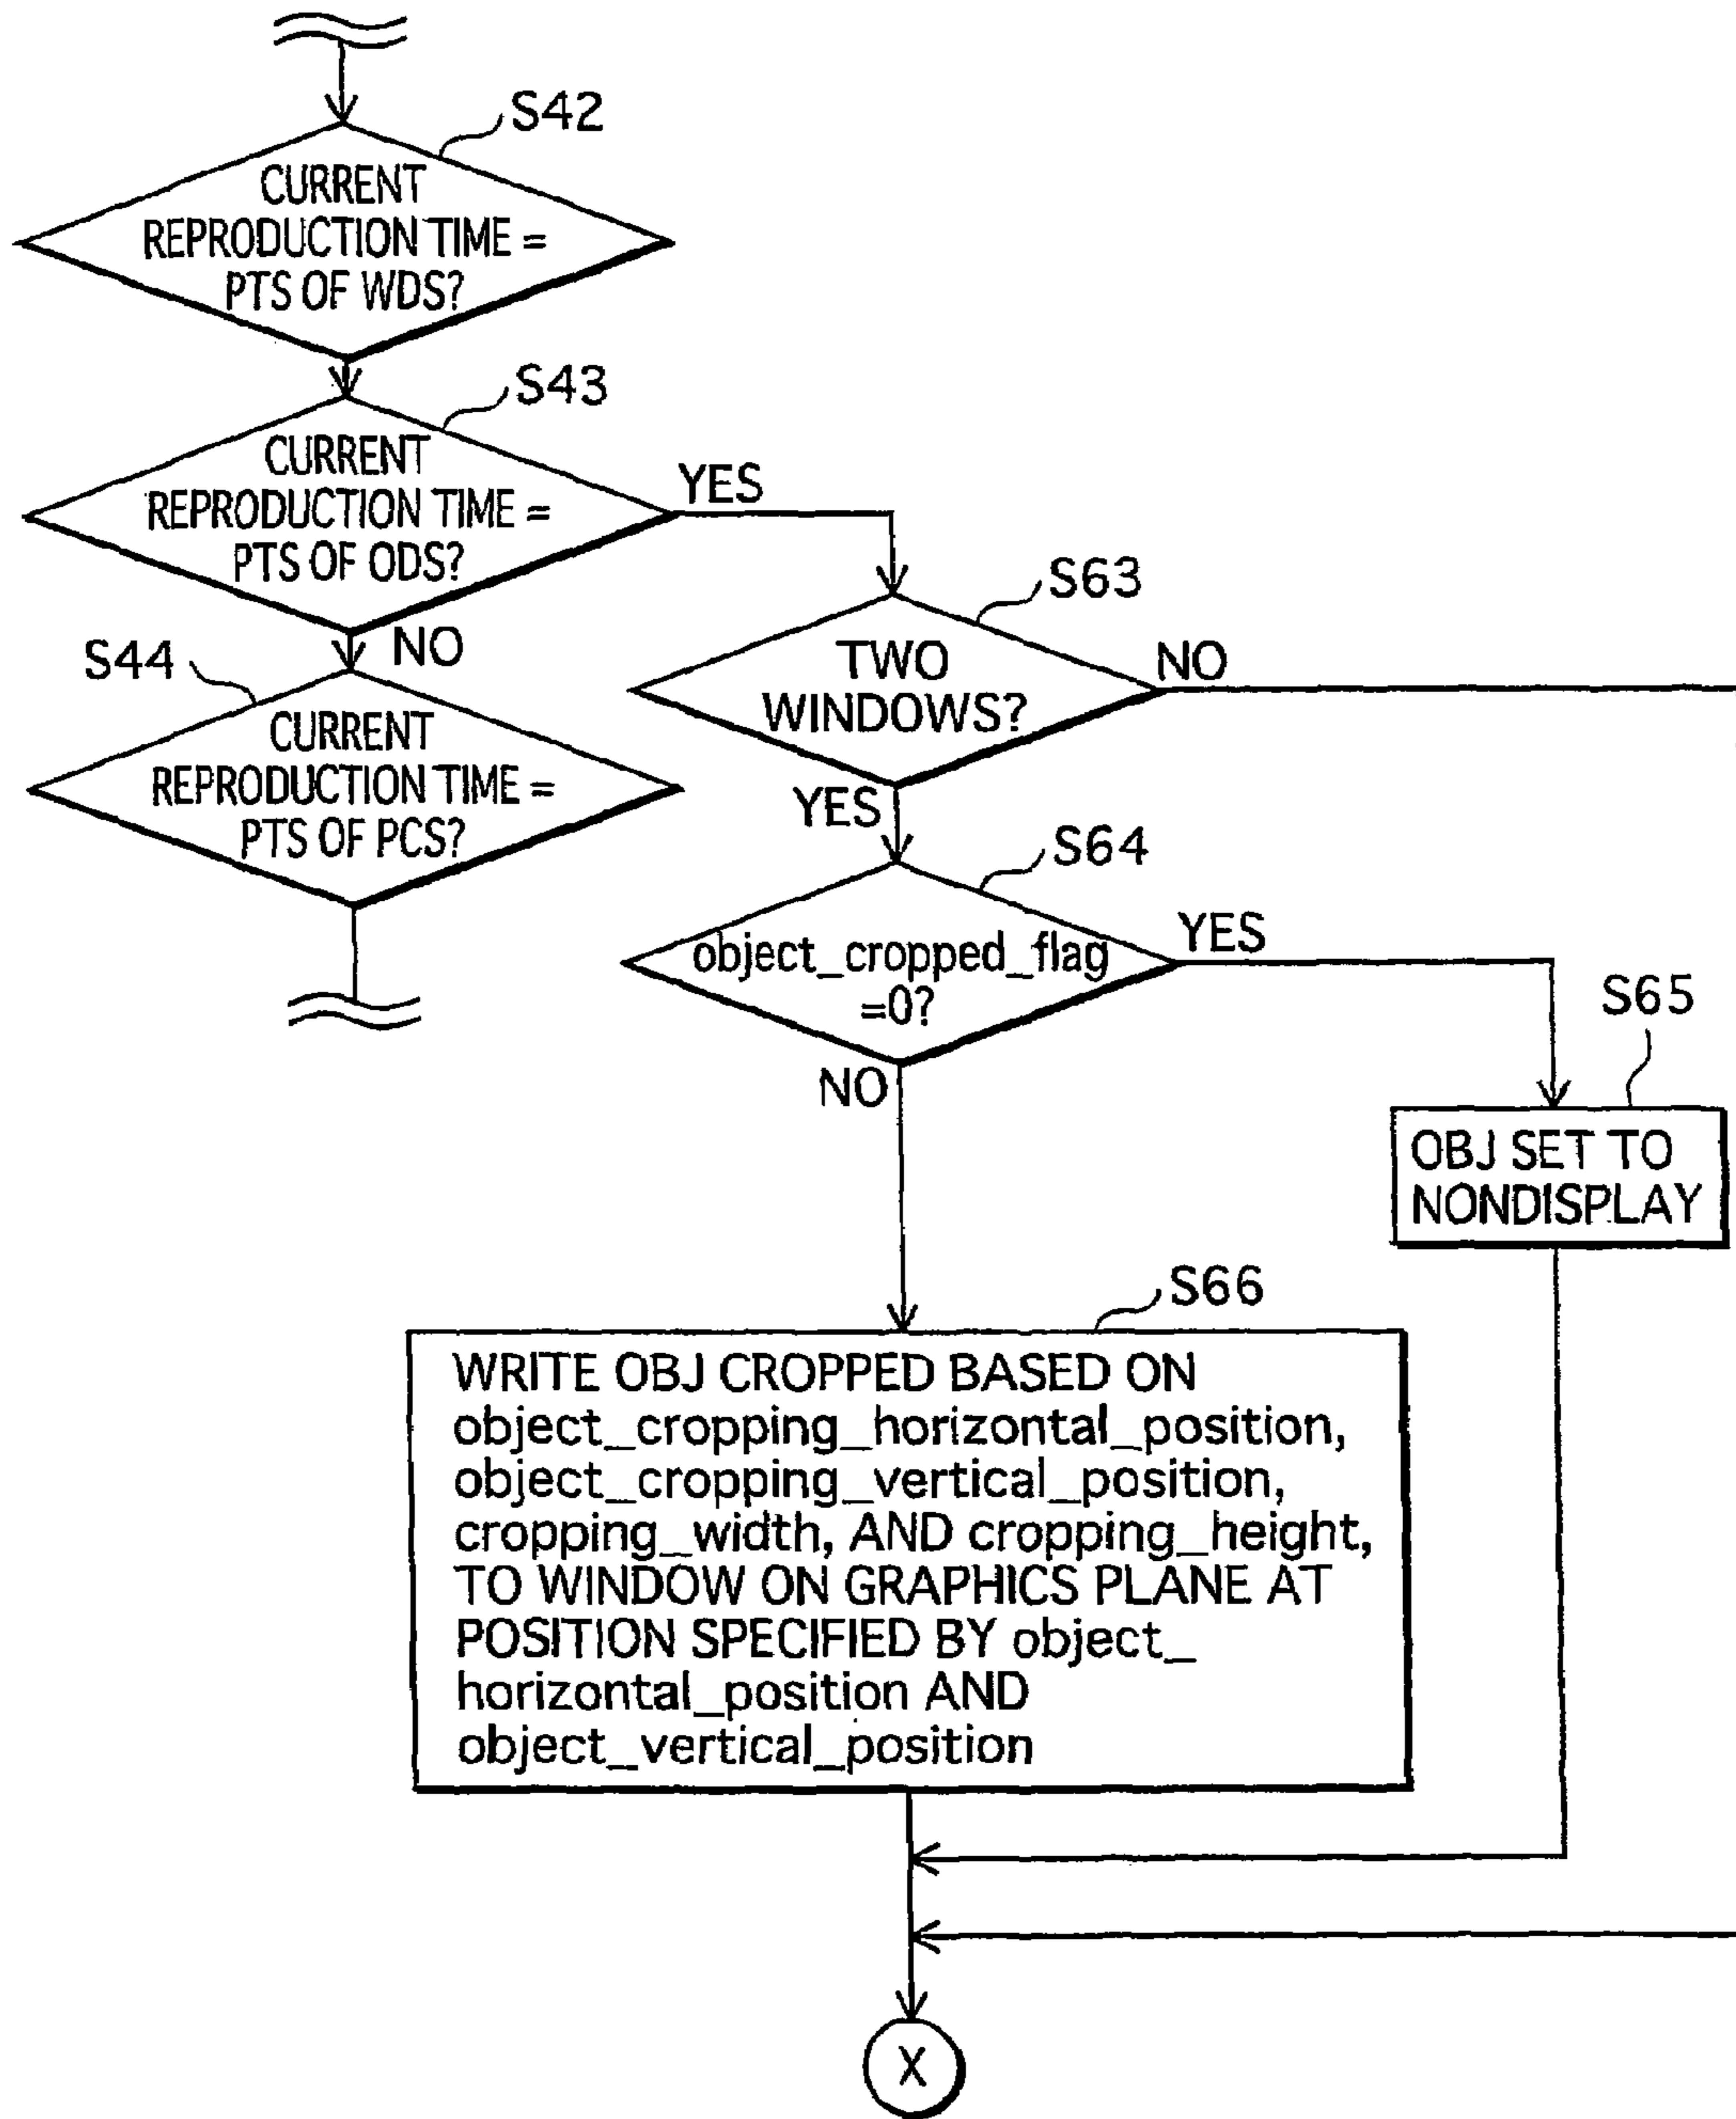 S42
CURRENT
REPRODUCTION TIME =
PTS OF WDS?
S43
CURRENT
REPRODUCTION TIME =
PTS OF ODS?
YES
NO
S44
CURRENT
REPRODUCTION TIME =
PTS OF PCS?
S63
TWO
WINDOWS?
NO
YES
S64
object_cropped_flag
=0?
YES
NO
S65
OBJ SET TO
NONDISPLAY
S66
WRITE OBJ CROPPED BASED ON
object_cropping_horizontal_position,
object_cropping_vertical_position,
cropping_width, AND cropping_height,
TO WINDOW ON GRAPHICS PLANE AT
POSITION SPECIFIED BY object_
horizontal_position AND
object_vertical_position
X